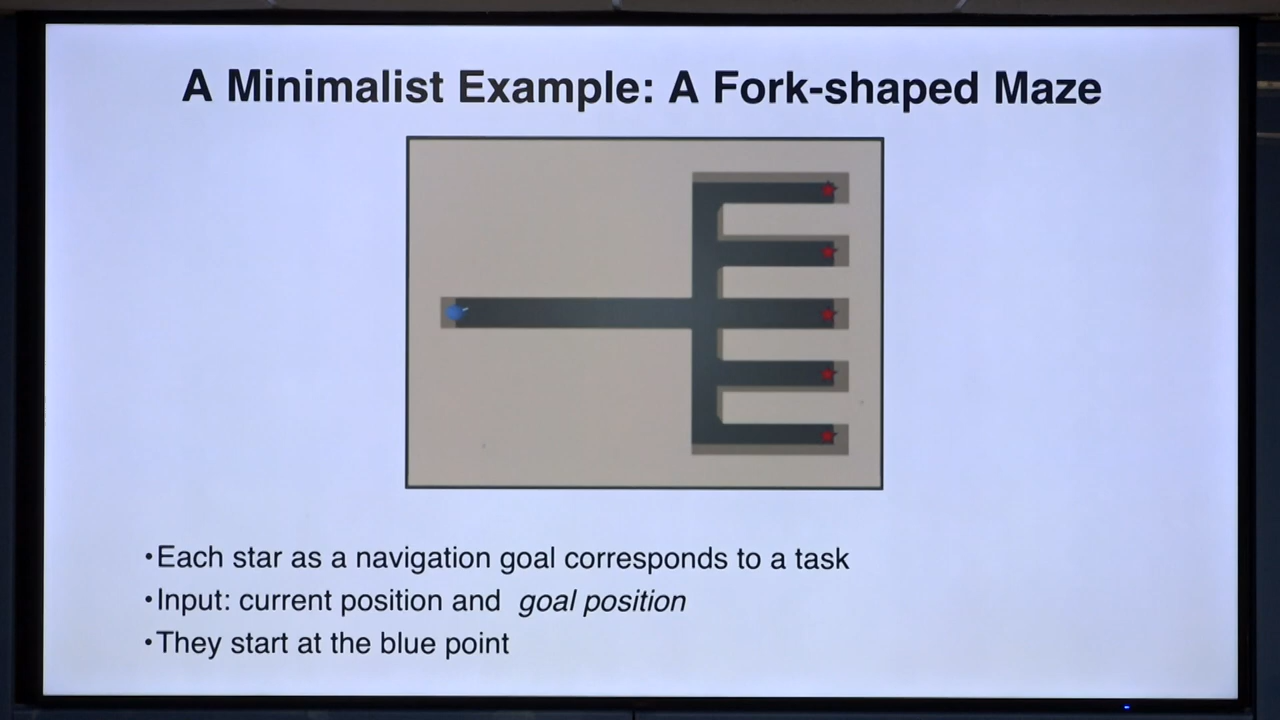 A Minimalist Example: A Fork-shaped Maze
•Each star as a navigation goal corresponds to a task
•Input: current position and goal position
•They start at the blue point